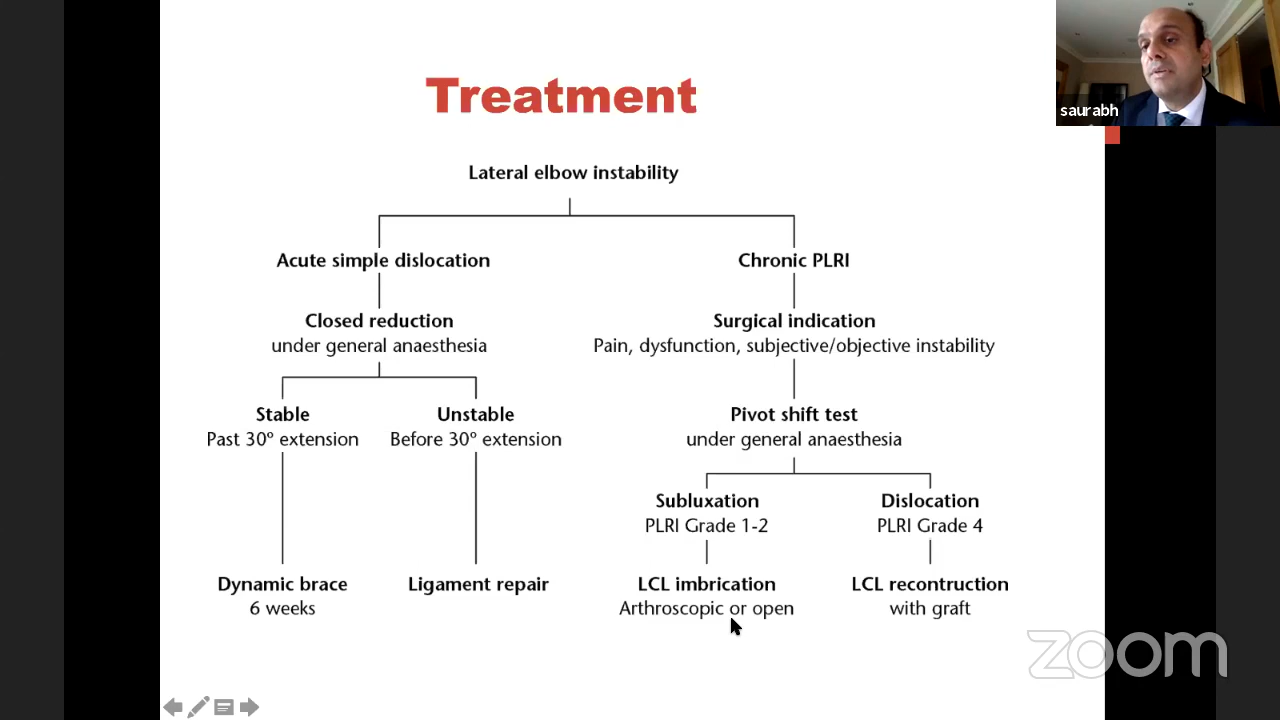 Treatment
saurabh
Lateral elbow instability
Acute simple dislocation
Chronic PLRI
Closed reduction
under general anaesthesia
Surgical indication
Pain, dysfunction, subjective/objective instability
Stable
Past 30º extension
Unstable
Before 30º extension
Pivot shift test
under general anaesthesia
Subluxation
PLRI Grade 1-2
Dislocation
PLRI Grade 4
Dynamic brace
6 weeks
Ligament repair
LCL imbrication
Arthroscopic or open
LCL recontruction
with graft
zoom